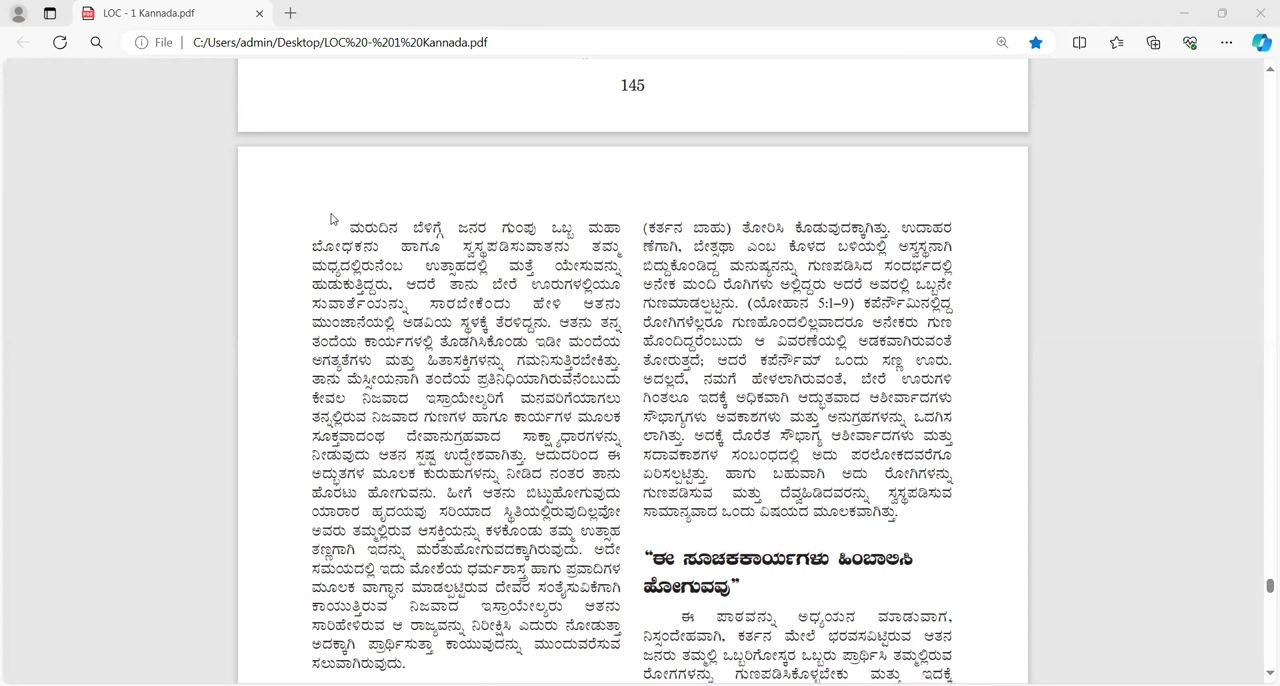 LOC - 1 Kannada.pdf
File
C:/Users/admin/Desktop/LOC%20-%201%20Kannada.pdf
145
ಮರುದಿನ ಬೆಳಿಗ್ಗೆ ಜನರ ಗುಂಪು ಒಬ್ಬ ಮಹಾ
ಬೋಧಕನು ಹಾಗೂ ಸ್ವಸ್ಥಪಡಿಸುವಾತನು ತಮ್ಮ
ಮಧ್ಯದಲ್ಲಿರುನೆಂಬ ಉತ್ಸಾಹದಲ್ಲಿ ಮತ್ತೆ ಯೇಸುವನ್ನು
ಹುಡುಕುತ್ತಿದ್ದರು, ಆದರೆ ತಾನು ಬೇರೆ ಊರುಗಳಲ್ಲಿಯೂ
ಸುವಾರ್ತೆಯನ್ನು ಸಾರಬೇಕೆಂದು ಹೇಳಿ ಆತನು
ಮುಂಜಾನೆಯಲ್ಲಿ ಅಡವಿಯ ಸ್ಥಳಕ್ಕೆ ತೆರಳಿದ್ದನು. ಆತನು ತನ್ನ
ತಂದೆಯ ಕಾರ್ಯಗಳಲ್ಲಿ ತೊಡಗಿಸಿಕೊಂಡು ಇಡೀ ಮಂದೆಯ
ಅಗತ್ಯತೆಗಳು ಮತ್ತು ಹಿತಾಸಕ್ತಿಗಳನ್ನು ಗಮನಿಸುತ್ತಿರಬೇಕಿತ್ತು.
ತಾನು ಮೆಸ್ಸೀಯನಾಗಿ ತಂದೆಯ ಪ್ರತಿನಿಧಿಯಾಗಿರುವೆನೆಂಬುದು
ಕೇವಲ ನಿಜವಾದ ಇಸ್ರಾಯೇಲ್ಯರಿಗೆ ಮನವರಿಗೆಯಾಗಲು
ತನ್ನಲ್ಲಿರುವ ನಿಜವಾದ ಗುಣಗಳ ಹಾಗೂ ಕಾರ್ಯಗಳ ಮೂಲಕ
ಸೂಕ್ತವಾದಂಥ ದೇವಾನುಗ್ರಹವಾದ ಸಾಕ್ಷ್ಯಾಧಾರಗಳನ್ನು
ನೀಡುವುದು ಆತನ ಸ್ಪಷ್ಟ ಉದ್ದೇಶವಾಗಿತ್ತು. ಆದುದರಿಂದ ಈ
ಅದ್ಭುತಗಳ ಮೂಲಕ ಕುರುಹುಗಳನ್ನು ನೀಡಿದ ನಂತರ ತಾನು
ಹೊರಟು ಹೋಗುವನು. ಹೀಗೆ ಆತನು ಬಿಟ್ಟುಹೋಗುವುದು
ಯಾರಾರ ಹೃದಯವು ಸರಿಯಾದ ಸ್ಥಿತಿಯಲ್ಲಿರುವುದಿಲ್ಲವೋ
ಅವರು ತಮ್ಮಲ್ಲಿರುವ ಆಸಕ್ತಿಯನ್ನು ಕಳಕೊಂಡು ತಮ್ಮ ಉತ್ಸಾಹ
ತಣ್ಣಗಾಗಿ ಇದನ್ನು ಮರೆತುಹೋಗುವದಕ್ಕಾಗಿರುವುದು. ಅದೇ
ಸಮಯದಲ್ಲಿ ಇದು ಮೋಶೆಯ ಧರ್ಮಶಾಸ್ತ್ರ ಹಾಗು ಪ್ರವಾದಿಗಳ
ಮೂಲಕ ವಾಗ್ಧಾನ ಮಾಡಲ್ಪಟ್ಟಿರುವ ದೇವರ ಸಂತೈಸುವಿಕೆಗಾಗಿ
ಕಾಯುತ್ತಿರುವ ನಿಜವಾದ ಇಸ್ರಾಯೇಲ್ಯರು ಆತನು
ಸಾರಿಹೇಳಿರುವ ಆ ರಾಜ್ಯವನ್ನು ನಿರೀಕ್ಷಿಸಿ ಎದುರು ನೋಡುತ್ತಾ
ಅದಕ್ಕಾಗಿ ಪ್ರಾರ್ಥಿಸುತ್ತಾ ಕಾಯುವುದನ್ನು ಮುಂದುವರೆಸುವ
ಸಲುವಾಗಿರುವುದು.
(ಕರ್ತನ ಬಾಹು) ತೋರಿಸಿ ಕೊಡುವುದಕ್ಕಾಗಿತ್ತು. ಉದಾಹರ
ಣೆಗಾಗಿ, ಬೇತ್ಸಥಾ ಎಂಬ ಕೊಳದ ಬಳಿಯಲ್ಲಿ ಅಸ್ವಸ್ಥನಾಗಿ
ಬಿದ್ದುಕೊಂಡಿದ್ದ ಮನುಷ್ಯನನ್ನು ಗುಣಪಡಿಸಿದ ಸಂದರ್ಭದಲ್ಲಿ
ಅನೇಕ ಮಂದಿ ರೋಗಿಗಳು ಅಲ್ಲಿದ್ದರು ಆದರೆ ಅವರಲ್ಲಿ ಒಬ್ಬನೇ
ಗುಣಮಾಡಲ್ಪಟ್ಟನು. (ಯೋಹಾನ 5:1-9) ಕಪೆರ್ನೌಮಿನಲ್ಲಿದ್ದ
ರೋಗಿಗಳೆಲ್ಲರೂ ಗುಣಹೊಂದಲಿಲ್ಲವಾದರೂ ಅನೇಕರು ಗುಣ
ಹೊಂದಿದ್ದರೆಂಬುದು ಆ ವಿವರಣೆಯಲ್ಲಿ ಅಡಕವಾಗಿರುವಂತೆ
ತೋರುತ್ತದೆ; ಆದರೆ ಕಪೆರ್ನೌಮ್ ಒಂದು ಸಣ್ಣ ಊರು.
ಅದಲ್ಲದೆ, ನಮಗೆ ಹೇಳಲಾಗಿರುವಂತೆ, ಬೇರೆ ಊರುಗಳಿ
ಗಿಂತಲೂ ಇದಕ್ಕೆ ಅಧಿಕವಾಗಿ ಆದ್ಭುತವಾದ ಆಶೀರ್ವಾದಗಳು
ಸೌಭಾಗ್ಯಗಳು ಅವಕಾಶಗಳು ಮತ್ತು ಅನುಗ್ರಹಗಳನ್ನು ಒದಗಿಸ
ಲಾಗಿತ್ತು. ಅದಕ್ಕೆ ದೊರೆತ ಸೌಭಾಗ್ಯ ಆಶೀರ್ವಾದಗಳು ಮತ್ತು
ಸದಾವಕಾಶಗಳ ಸಂಬಂಧದಲ್ಲಿ ಅದು ಪರಲೋಕದವರೆಗೂ
ಏರಿಸಲ್ಪಟ್ಟಿತ್ತು. ಹಾಗು ಬಹುವಾಗಿ ಅದು ರೋಗಿಗಳನ್ನು
ಗುಣಪಡಿಸುವ ಮತ್ತು ದೆವ್ವಹಿಡಿದವರನ್ನು ಸ್ವಸ್ಥಪಡಿಸುವ
ಸಾಮಾನ್ಯವಾದ ಒಂದು ವಿಷಯದ ಮೂಲಕವಾಗಿತ್ತು.
“ಈ ಸೂಚಕಕಾರ್ಯಗಳು ಹಿಂಬಾಲಿಸಿ
ಹೋಗುವವು”
ಈ ಪಾಠವನ್ನು ಅಧ್ಯಯನ ಮಾಡುವಾಗ,
ನಿಸ್ಸಂದೇಹವಾಗಿ, ಕರ್ತನ ಮೇಲೆ ಭರವಸವಿಟ್ಟಿರುವ ಆತನ
ಜನರು ತಮ್ಮಲ್ಲಿ ಒಬ್ಬರಿಗೋಸ್ಕರ ಒಬ್ಬರು ಪ್ರಾರ್ಥಿಸಿ ತಮ್ಮಲ್ಲಿರುವ
ರೋಗಗಳನ್ನು ಗುಣಪಡಿಸಿಕೊಳ್ಳಬೇಕು ಮತ್ತು ಇದಕ್ಕೆ